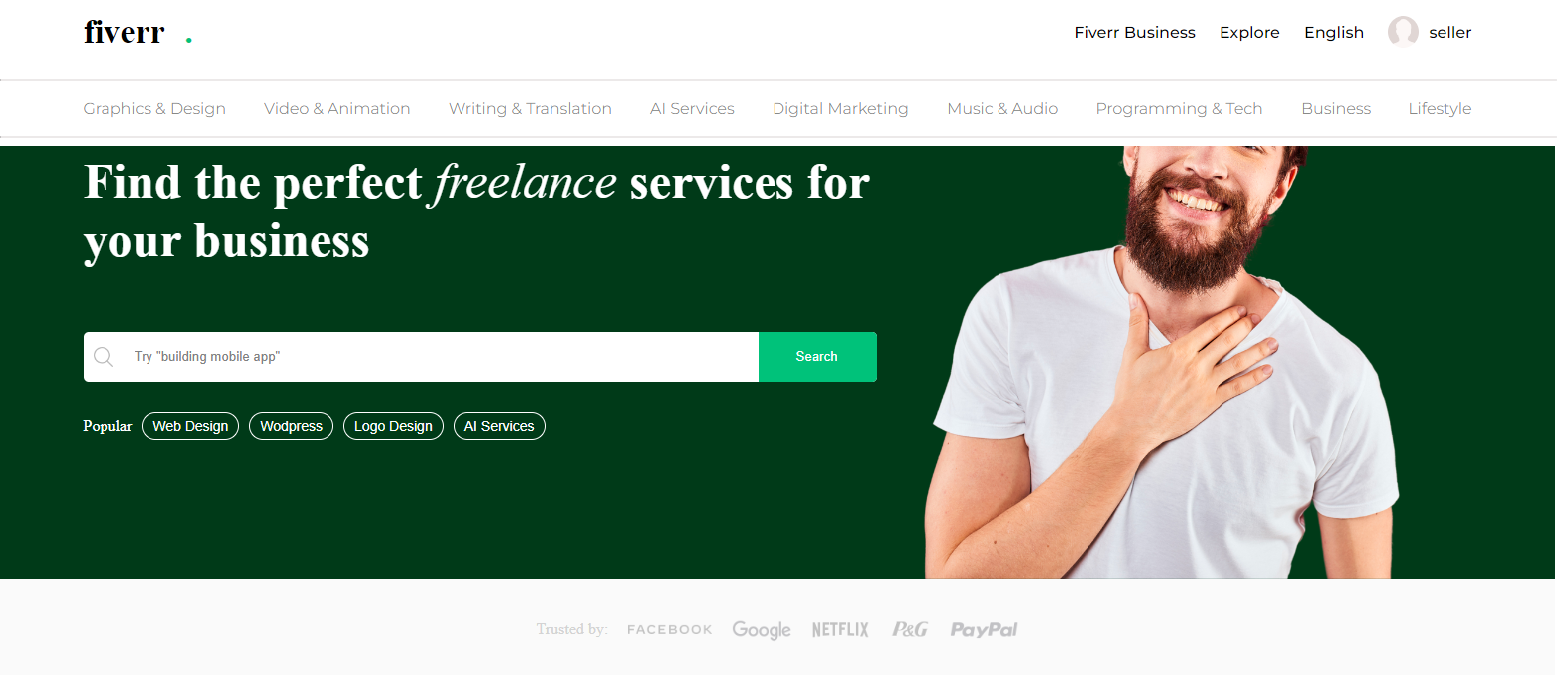 fiverr .
Fiverr Business Explore English seller
Graphics & Design Video & Animation Writing & Translation AI Services Digital Marketing Music & Audio Programming & Tech Business Lifestyle
Find the perfect freelance services for
your business
Try "building mobile app" Search
Popular Web Design Wodpress Logo Design AI Services
Trusted by: FACEBOOK Google NETFLIX P&G PayPal